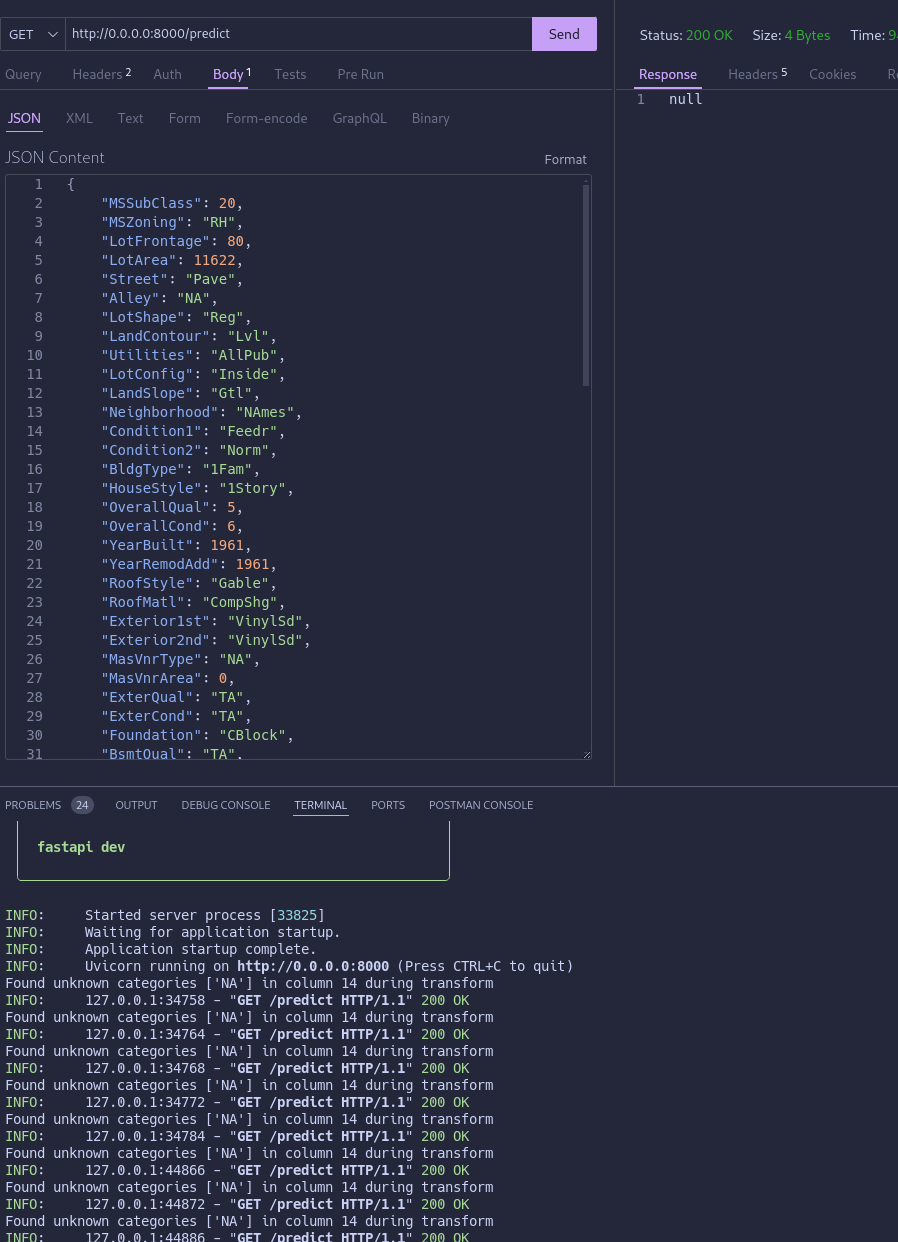 GET http://0.0.0.0:8000/predict Send
Query Headers 2 Auth Body 1 Tests Pre Run
JSON XML Text Form Form-encode GraphQL Binary
JSON Content Format
1 {
2 "MSSubClass": 20,
3 "MSZoning": "RH",
4 "LotFrontage": 80,
5 "LotArea": 11622,
6 "Street": "Pave",
7 "Alley": "NA",
8 "LotShape": "Reg",
9 "LandContour": "Lvl",
10 "Utilities": "AllPub",
11 "LotConfig": "Inside",
12 "LandSlope": "Gtl",
13 "Neighborhood": "NAmes",
14 "Condition1": "Feedr",
15 "Condition2": "Norm",
16 "BldgType": "1Fam",
17 "HouseStyle": "1Story",
18 "OverallQual": 5,
19 "OverallCond": 6,
20 "YearBuilt": 1961,
21 "YearRemodAdd": 1961,
22 "RoofStyle": "Gable",
23 "RoofMatl": "CompShg",
24 "Exterior1st": "VinylSd",
25 "Exterior2nd": "VinylSd",
26 "MasVnrType": "NA",
27 "MasVnrArea": 0,
28 "ExterQual": "TA",
29 "ExterCond": "TA",
30 "Foundation": "CBlock",
31 "BsmtQual": "TA",
Status: 200 OK Size: 4 Bytes Time:
Response Headers 5 Cookies
1 null
PROBLEMS 24 OUTPUT DEBUG CONSOLE TERMINAL PORTS POSTMAN CONSOLE
fastapi dev
INFO: Started server process [33825]
INFO: Waiting for application startup.
INFO: Application startup complete.
INFO: Uvicorn running on http://0.0.0.0:8000 (Press CTRL+C to quit)
Found unknown categories ['NA'] in column 14 during transform
INFO: 127.0.0.1:34758 - "GET /predict HTTP/1.1" 200 OK
Found unknown categories ['NA'] in column 14 during transform
INFO: 127.0.0.1:34764 - "GET /predict HTTP/1.1" 200 OK
Found unknown categories ['NA'] in column 14 during transform
INFO: 127.0.0.1:34768 - "GET /predict HTTP/1.1" 200 OK
Found unknown categories ['NA'] in column 14 during transform
INFO: 127.0.0.1:34772 - "GET /predict HTTP/1.1" 200 OK
Found unknown categories ['NA'] in column 14 during transform
INFO: 127.0.0.1:34784 - "GET /predict HTTP/1.1" 200 OK
Found unknown categories ['NA'] in column 14 during transform
INFO: 127.0.0.1:44866 - "GET /predict HTTP/1.1" 200 OK
Found unknown categories ['NA'] in column 14 during transform
INFO: 127.0.0.1:44872 - "GET /predict HTTP/1.1" 200 OK
Found unknown categories ['NA'] in column 14 during transform
INFO: 127.0.0.1:44886 - "GET /predict HTTP/1.1" 200 OK